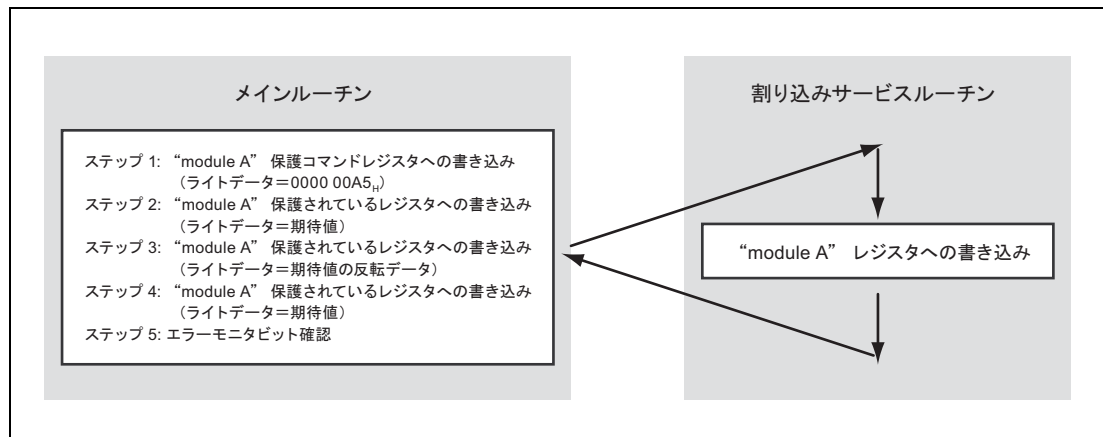 メインルーチン
ステップ 1: “module A” 保護コマンドレジスタへの書き込み
（ライトデータ＝0000 00A5H）
ステップ 2: “module A” 保護されているレジスタへの書き込み
（ライトデータ＝期待値）
ステップ 3: “module A” 保護されているレジスタへの書き込み
（ライトデータ＝期待値の反転データ）
ステップ 4: “module A” 保護されているレジスタへの書き込み
（ライトデータ＝期待値）
ステップ 5: エラーモニタビット確認
割り込みサービスルーチン
“module A” レジスタへの書き込み